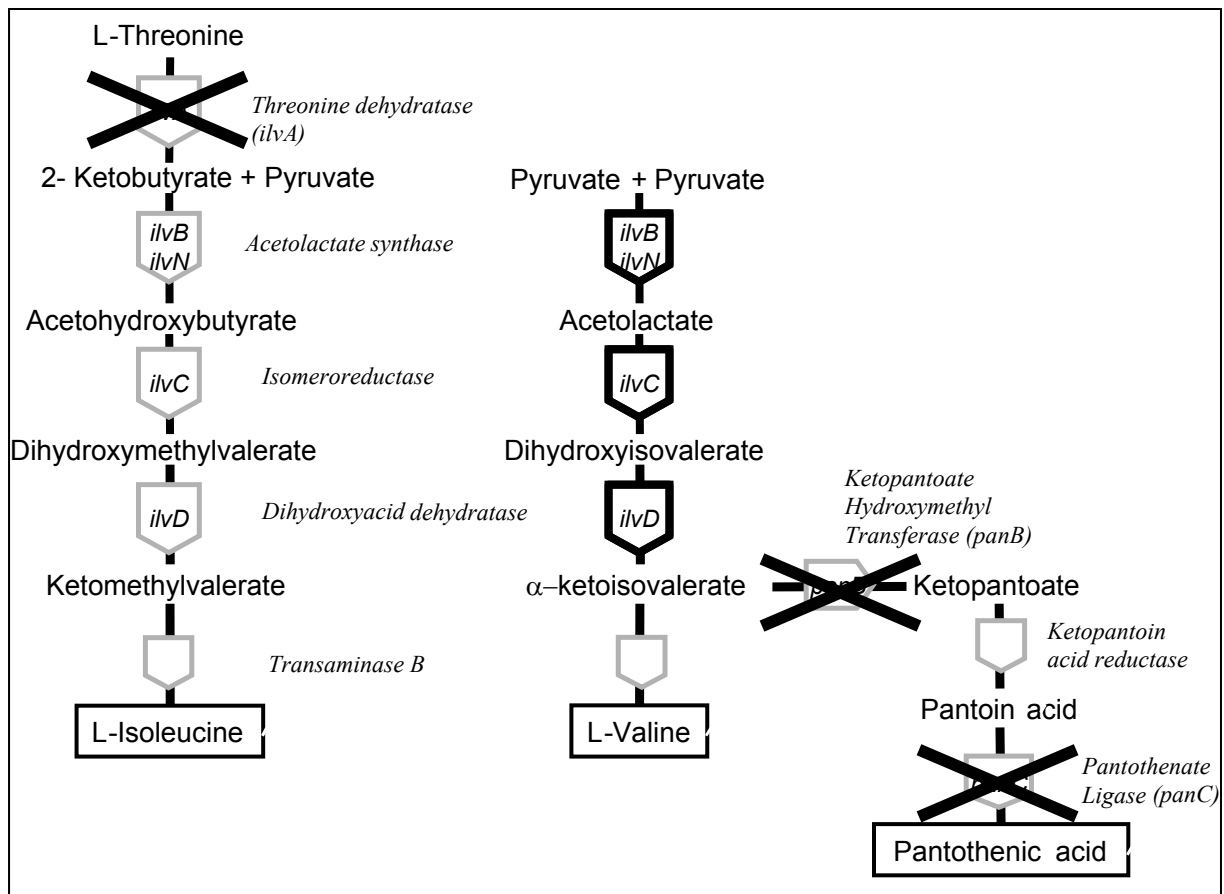 L-Threonine
Threonine dehydratase
(ilvA)
2- Ketobutyrate + Pyruvate
Pyruvate + Pyruvate
ilvB
ilvN
Acetolactate synthase
ilvB
ilvN
Acetohydroxybutyrate
Acetolactate
ilvC
Isomeroreductase
ilvC
Dihydroxymethylvalerate
Dihydroxyisovalerate
Ketopantoate
Hydroxymethyl
Transferase (panB)
ilvD
Dihydroxyacid dehydratase
ilvD
Ketomethylvalerate
α–ketoisovalerate
Ketopantoate
Ketopantoin
acid reductase
Transaminase B
L-Isoleucine
L-Valine
Pantoin acid
Pantothenate
Ligase (panC)
Pantothenic acid